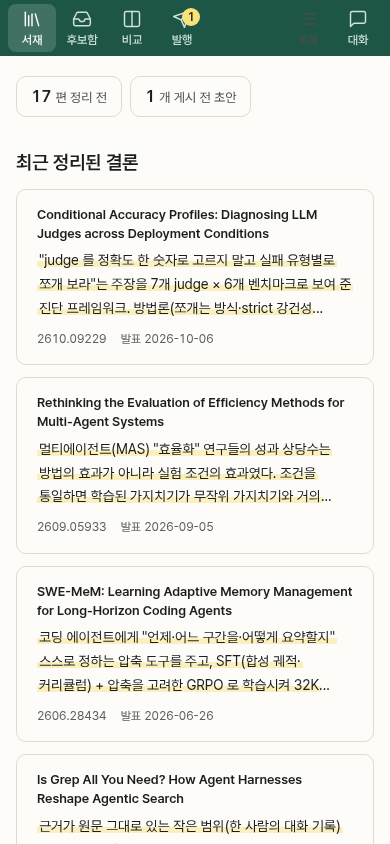 서재
후보함
비교
1
발행
목록
대화
17 편 정리 전
1 개 게시 전 초안
최근 정리된 결론
Conditional Accuracy Profiles: Diagnosing LLM
Judges across Deployment Conditions
"judge 를 정확도 한 숫자로 고르지 말고 실패 유형별로
쪼개 보라"는 주장을 7개 judge × 6개 벤치마크로 보여 준
진단 프레임워크. 방법론(쪼개는 방식·strict 강건성...
2610.09229 발표 2026-10-06
Rethinking the Evaluation of Efficiency Methods for
Multi-Agent Systems
멀티에이전트(MAS) "효율화" 연구들의 성과 상당수는
방법의 효과가 아니라 실험 조건의 효과였다. 조건을
통일하면 학습된 가지치기가 무작위 가지치기와 거의...
2609.05933 발표 2026-09-05
SWE-MeM: Learning Adaptive Memory Management
for Long-Horizon Coding Agents
코딩 에이전트에게 "언제·어느 구간을·어떻게 요약할지"
스스로 정하는 압축 도구를 주고, SFT(합성 궤적·
커리큘럼) + 압축을 고려한 GRPO 로 학습시켜 32K...
2606.28434 발표 2026-06-26
Is Grep All You Need? How Agent Harnesses
Reshape Agentic Search
근거가 원문 그대로 있는 작은 범위(한 사람의 대화 기록)